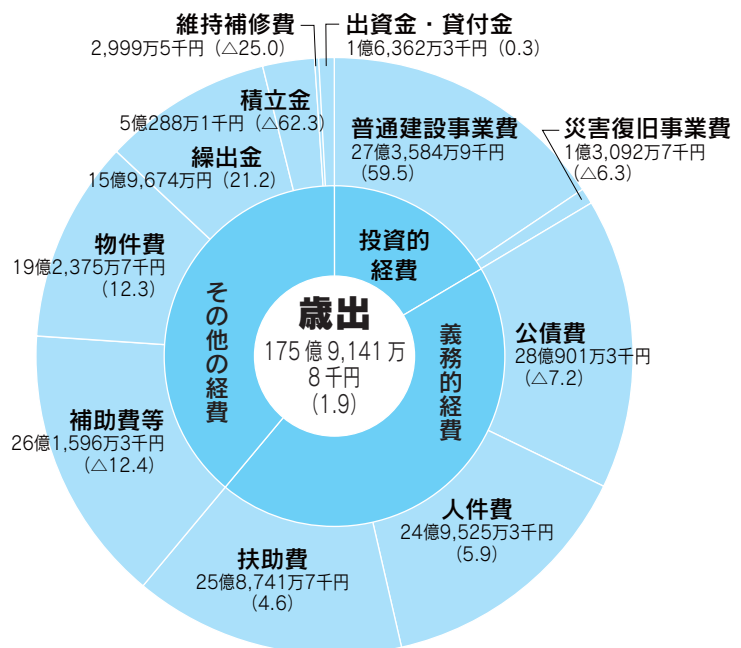 維持補修費
2,999万5千円（△25.0）
出資金・貸付金
1億6,362万3千円（0.3）
積立金
5億288万1千円（△62.3）
繰出金
15億9,674万円（21.2）
物件費
19億2,375万7千円
（12.3）
補助費等
26億1,596万3千円
（△12.4）
扶助費
25億8,741万7千円
（4.6）
人件費
24億9,525万3千円
（5.9）
公債費
28億901万3千円
（△7.2）
災害復旧事業費
1億3,092万7千円
（△6.3）
普通建設事業費
27億3,584万9千円
（59.5）
投資的
経費
義務的経費
その他の経費
歳出
175億9,141万
8千円
（1.9）